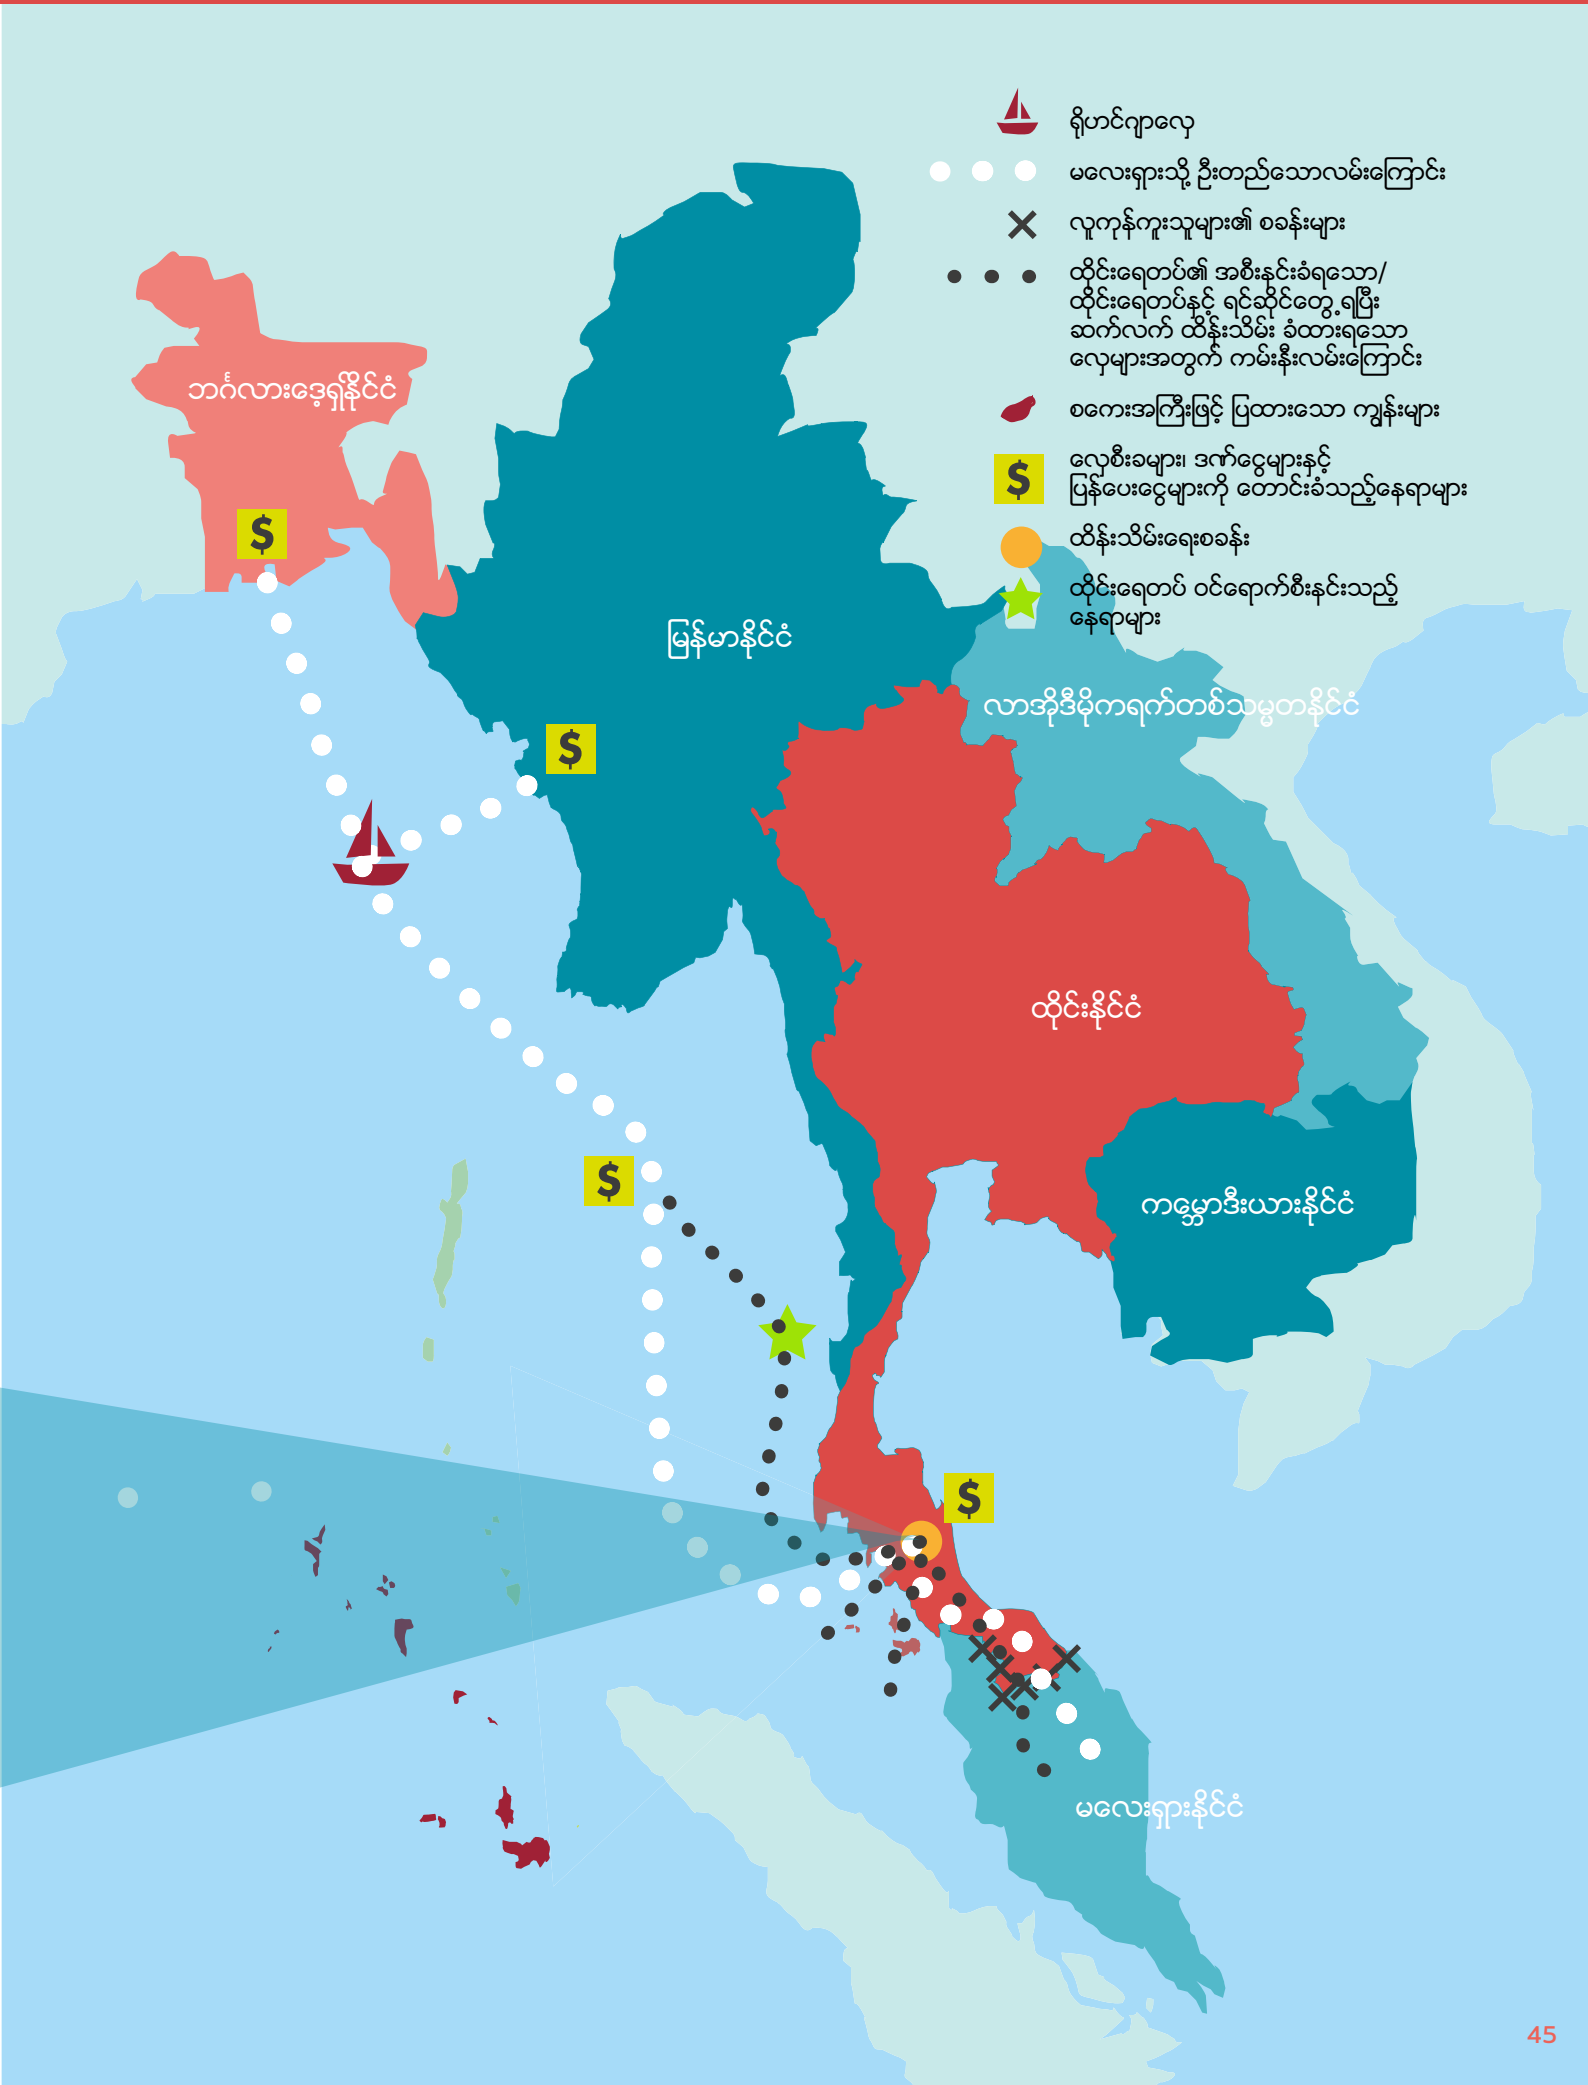 ရိုဟင်ဂျာလှေ
မလေးရှားသို့ ဦးတည်သောလမ်းကြောင်း
လူကုန်ကူးသူများ၏ စခန်းများ
ထိုင်းရေတပ်၏ အစီးနင်းခံရသော/
ထိုင်းရေတပ်နှင့် ရင်ဆိုင်တွေ့ရပြီး
ဆက်လက် ထိန်းသိမ်း ခံထားရသော
လှေများအတွက် ကမ်းနီးလမ်းကြောင်း
စကေးအကြီးဖြင့် ပြထားသော ကျွန်းများ
$ လှေစီးခများ၊ ဒဏ်ငွေများနှင့်
ပြန်ပေးငွေများကို တောင်းခံသည့်နေရာများ
ထိန်းသိမ်းရေးစခန်း
ထိုင်းရေတပ် ဝင်ရောက်စီးနင်းသည့်
နေရာများ
ဘင်္ဂလားဒေ့ရှ်နိုင်ငံ
$
မြန်မာနိုင်ငံ
လာအိုဒီမိုကရက်တစ်သမ္မတနိုင်ငံ
$
ထိုင်းနိုင်ငံ
$
ကမ္ဘောဒီးယားနိုင်ငံ
$
မလေးရှားနိုင်ငံ
45